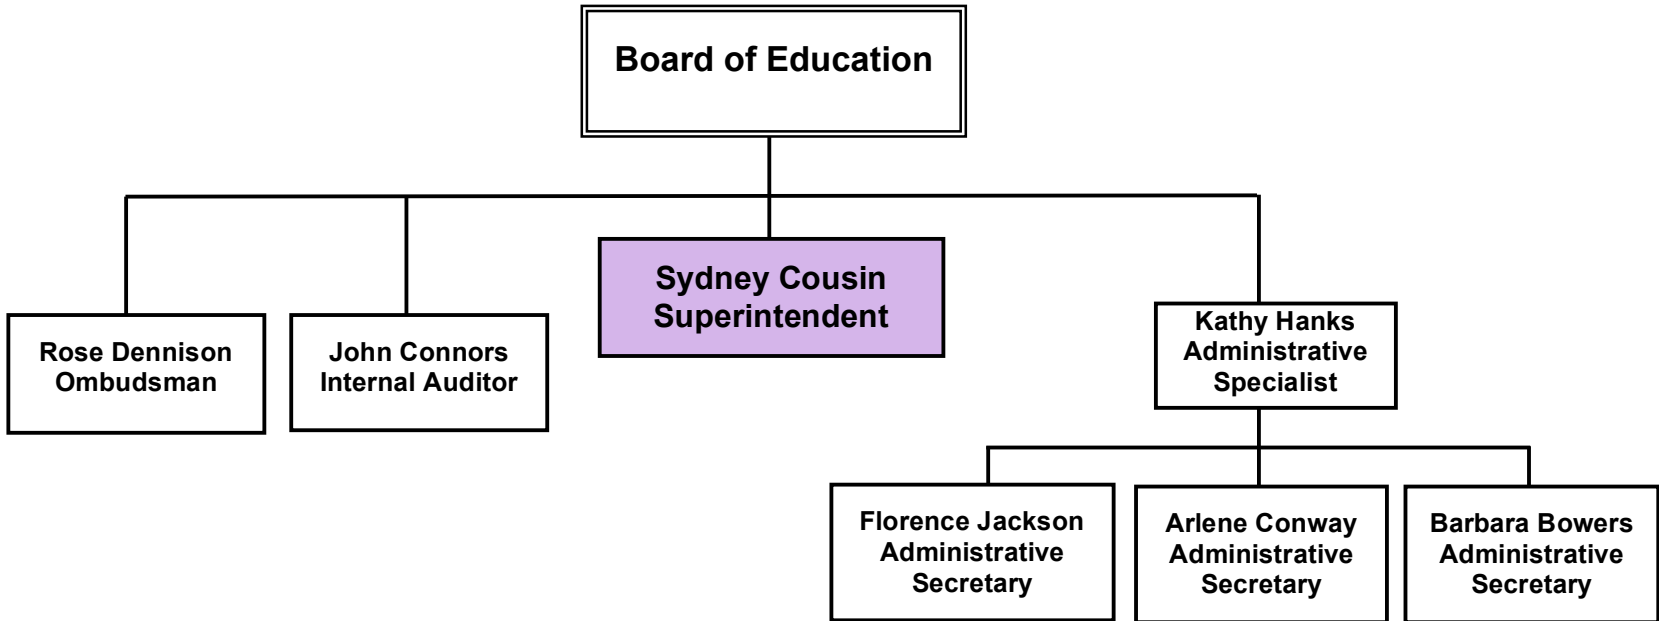 Board of Education
Sydney Cousin
Superintendent
Rose Dennison
Ombudsman
John Connors
Internal Auditor
Kathy Hanks
Administrative
Specialist
Florence Jackson
Administrative
Secretary
Arlene Conway
Administrative
Secretary
Barbara Bowers
Administrative
Secretary